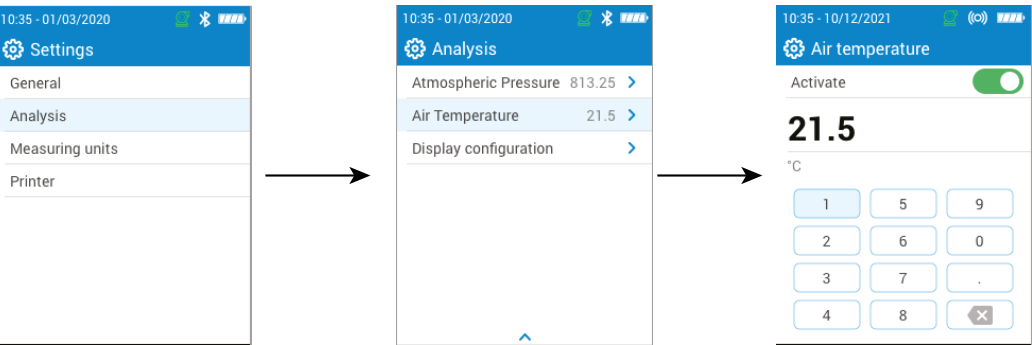 10:35 - 01/03/2020
Settings
General
Analysis
Measuring units
Printer
10:35 - 01/03/2020
Analysis
Atmospheric Pressure 813.25
Air Temperature 21.5
Display configuration
10:35 - 10/12/2021
Air temperature
Activate
21.5
°C
1 5 9
2 6 0
3 7 .
4 8